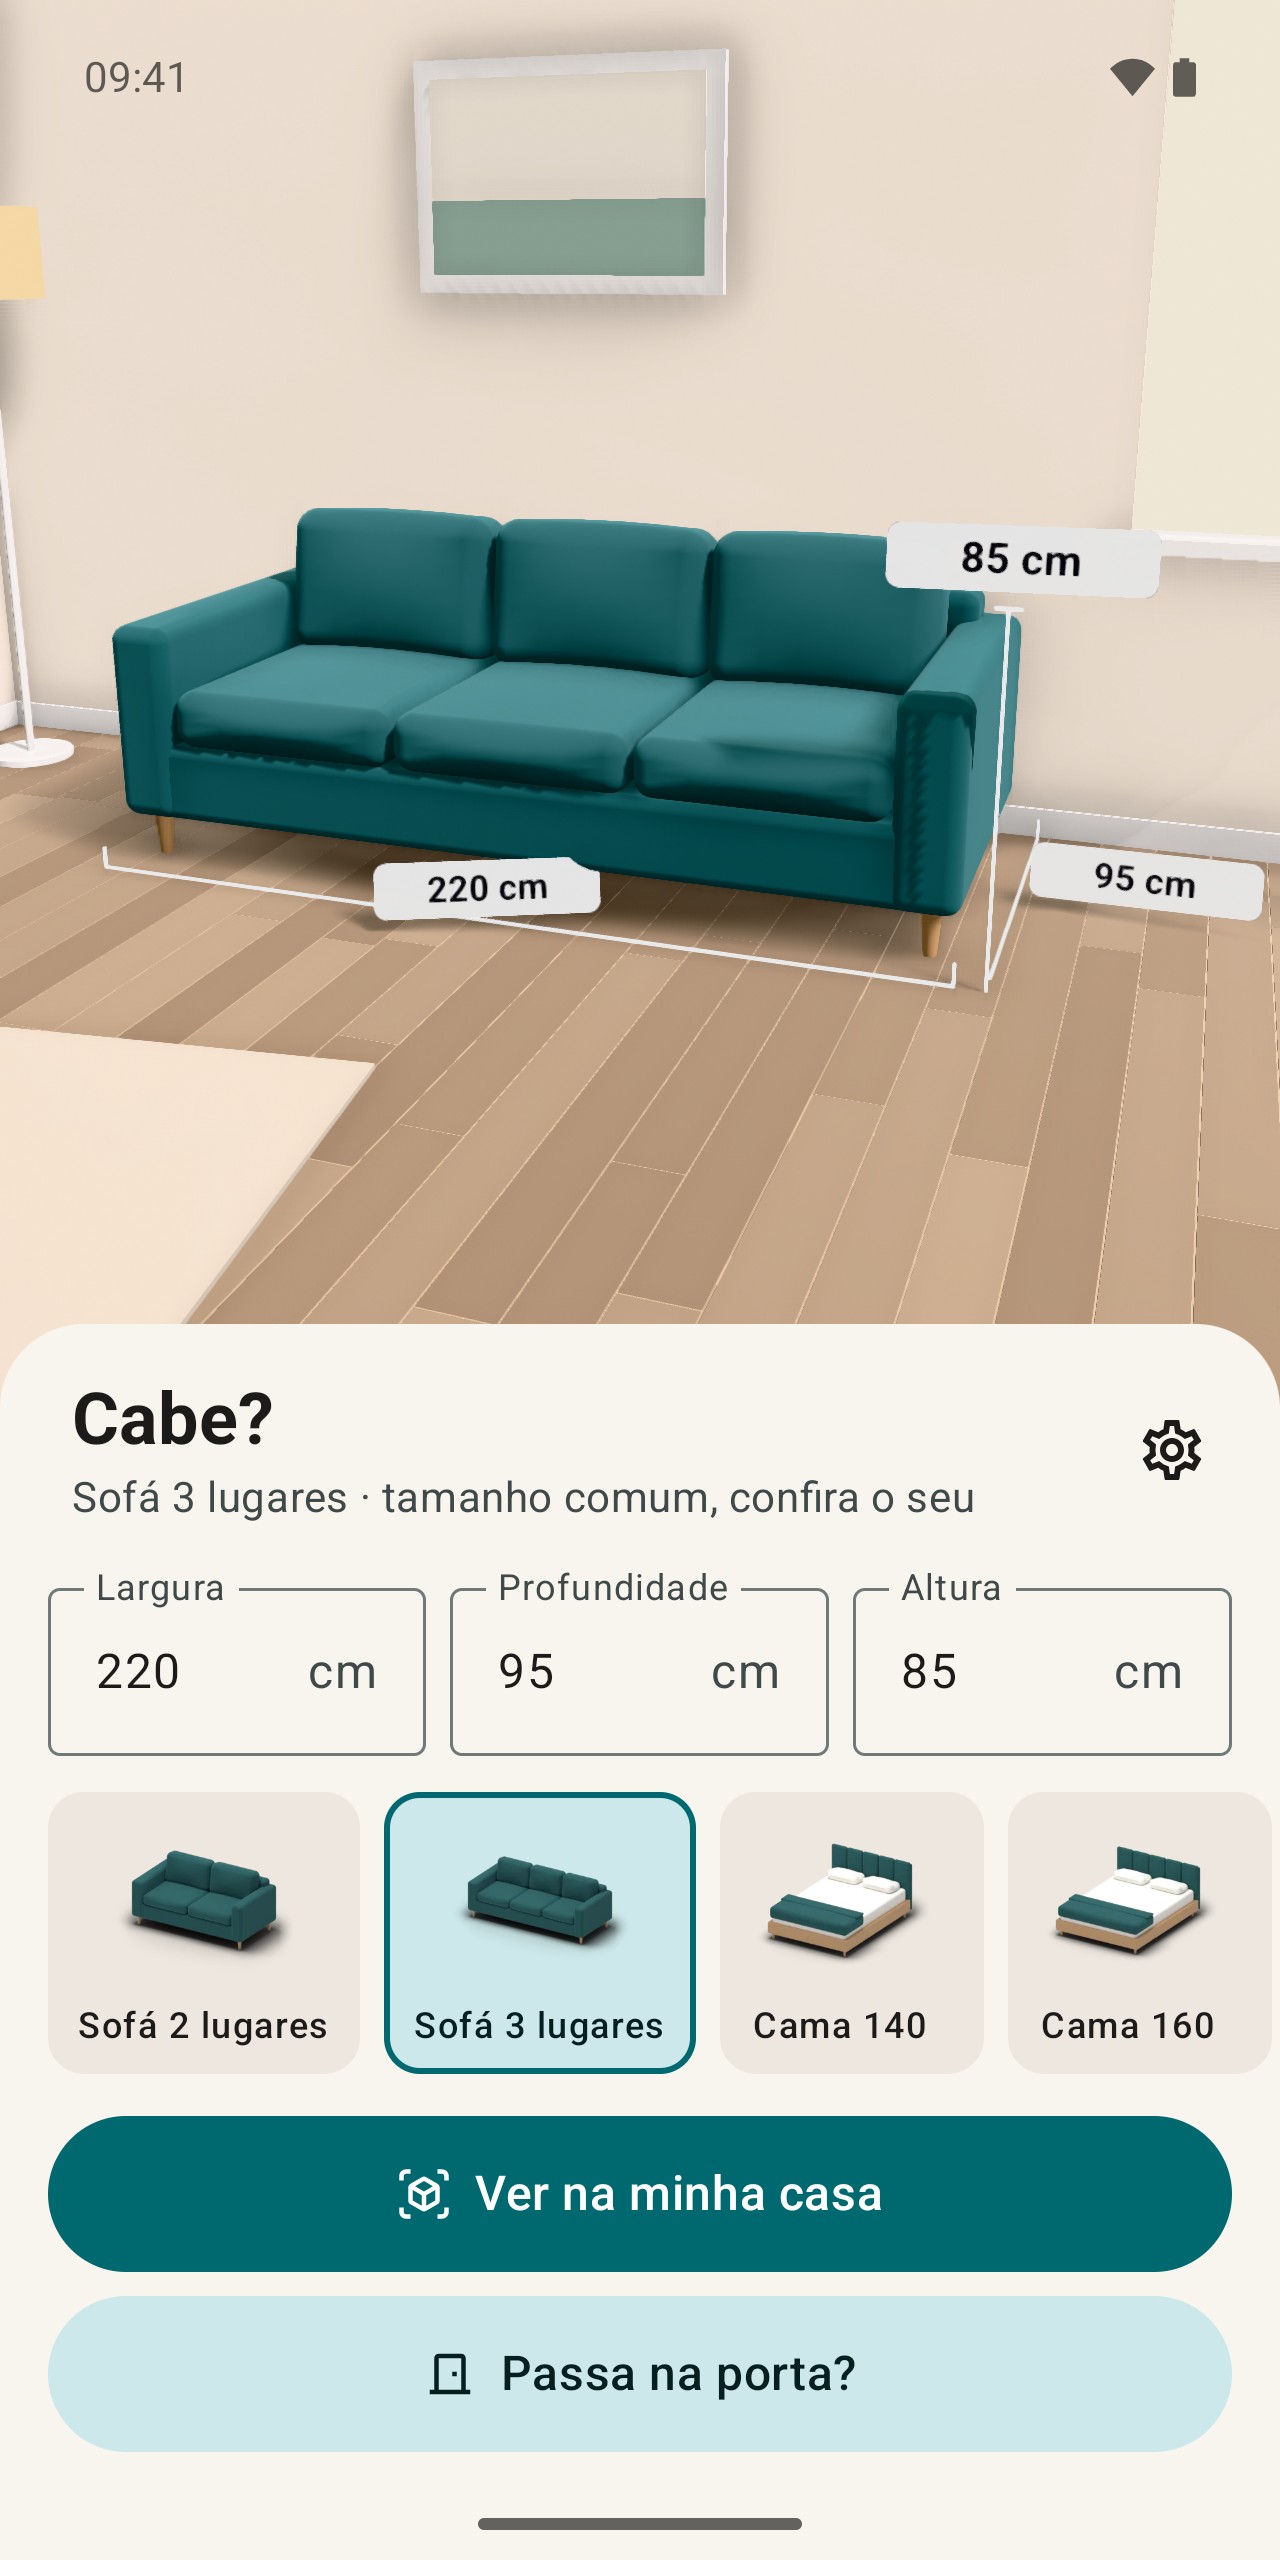 09:41
85 cm
220 cm
95 cm
Cabe?
Sofá 3 lugares · tamanho comum, confira o seu
Largura
220 cm
Profundidade
95 cm
Altura
85 cm
Sofá 2 lugares
Sofá 3 lugares
Cama 140
Cama 160
Ver na minha casa
Passa na porta?